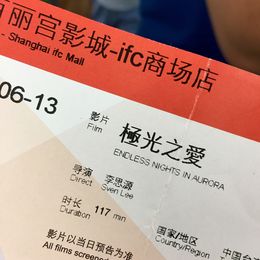 丽宫影城-ifc商场店
- Shanghai ifc Mall
06-13
影片 極光之愛
Film ENDLESS NIGHTS IN AURORA
导演 李思源
Direct Sven Lee
时长 117 min
Duration
国家/地区
Country/Region
影片以当日预告为准
All films